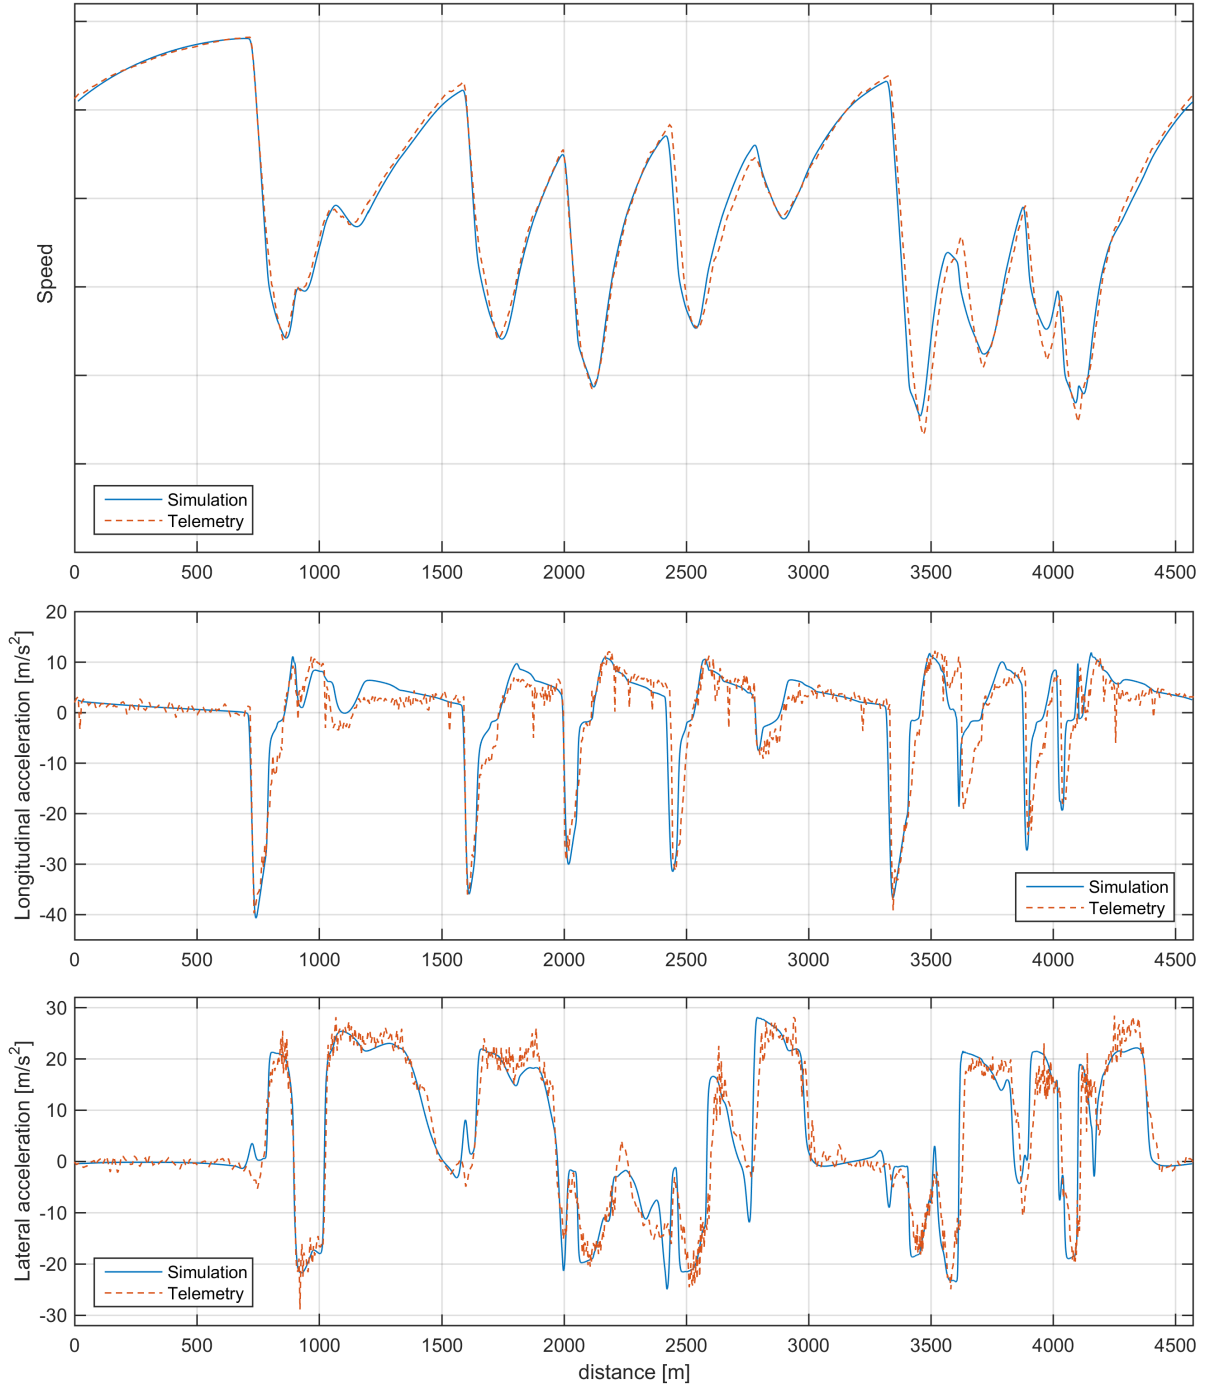 Speed
Simulation
Telemetry
0 500 1000 1500 2000 2500 3000 3500 4000 4500
Longitudinal acceleration [m/s²]
20
10
0
-10
-20
-30
-40
Simulation
Telemetry
0 500 1000 1500 2000 2500 3000 3500 4000 4500
Lateral acceleration [m/s²]
30
20
10
0
-10
-20
-30
Simulation
Telemetry
0 500 1000 1500 2000 2500 3000 3500 4000 4500
distance [m]